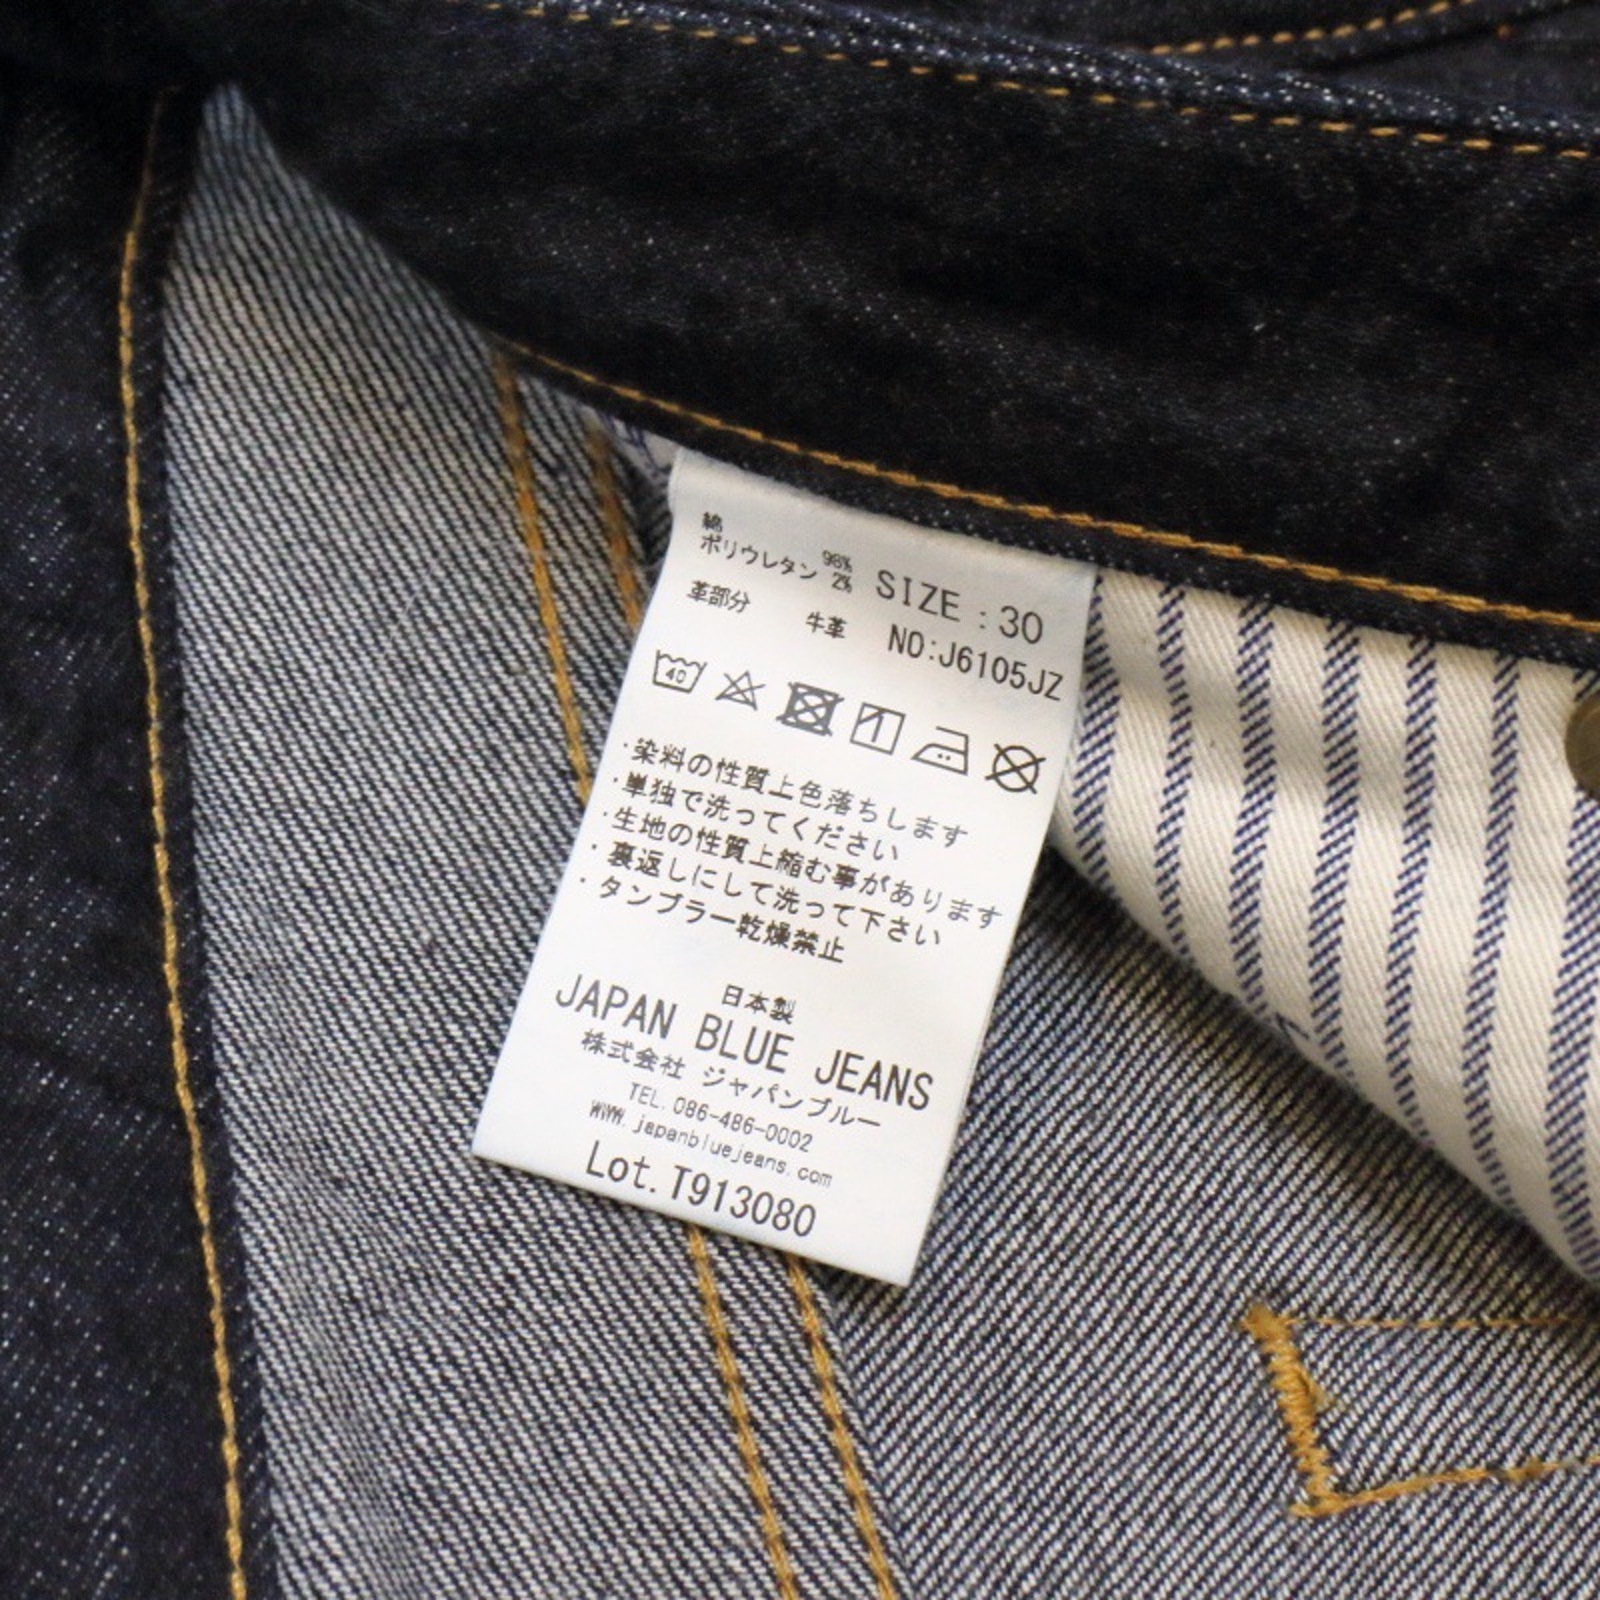 綿 98%
ポリウレタン 2%
革部分 牛革
SIZE : 30
NO:J6105JZ
40
・染料の性質上色落ちします
・単独で洗ってください
・生地の性質上縮む事があります
・裏返しにして洗って下さい
・タンブラー乾燥禁止
日本製
JAPAN BLUE JEANS
株式会社 ジャパンブルー
TEL.086-486-0002
www.japanbluejeans.com
Lot.T913080